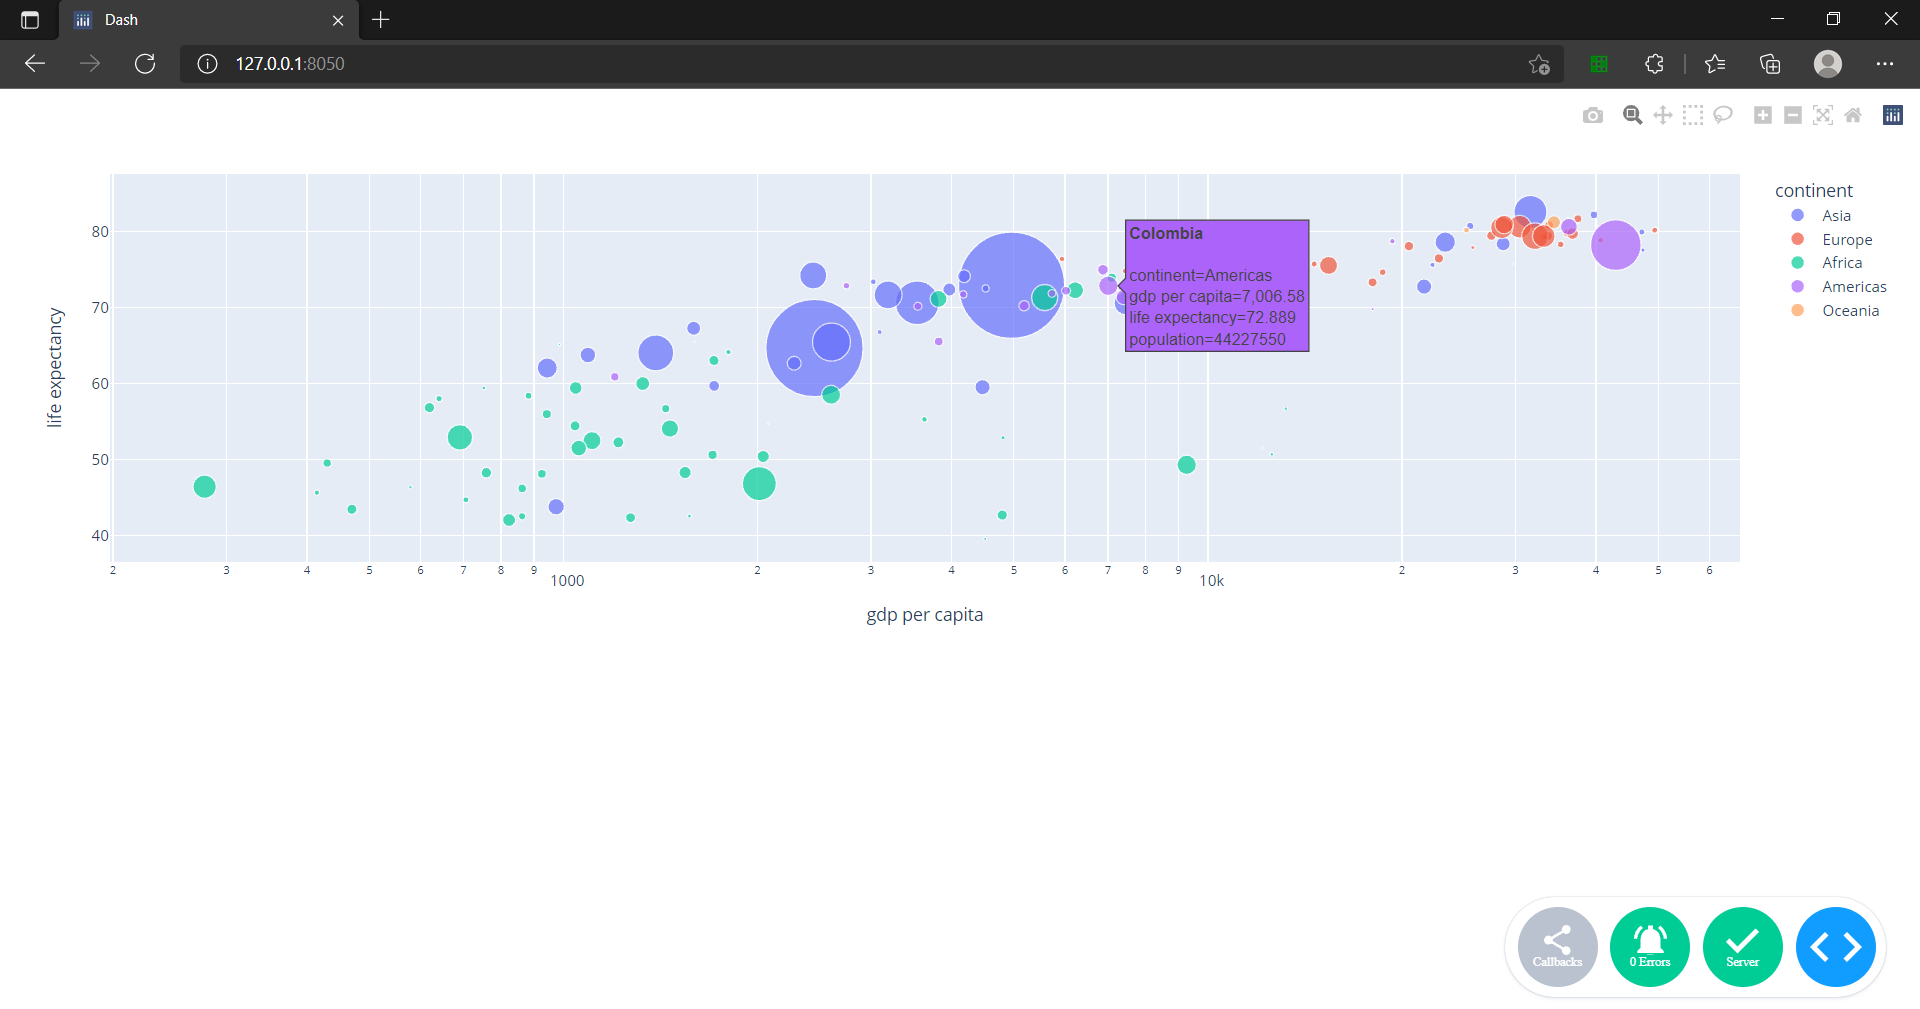 Dash
127.0.0.1:8050
continent
Asia
Europe
Africa
Americas
Oceania
80
70
60
50
40
life expectancy
Colombia
continent=Americas
gdp per capita=7,006.58
life expectancy=72.889
population=44227550
2 3 4 5 6 7 8 9 1000 2 3 4 5 6 7 8 9 10k 2 3 4 5 6
gdp per capita
Callbacks
0 Errors
Server